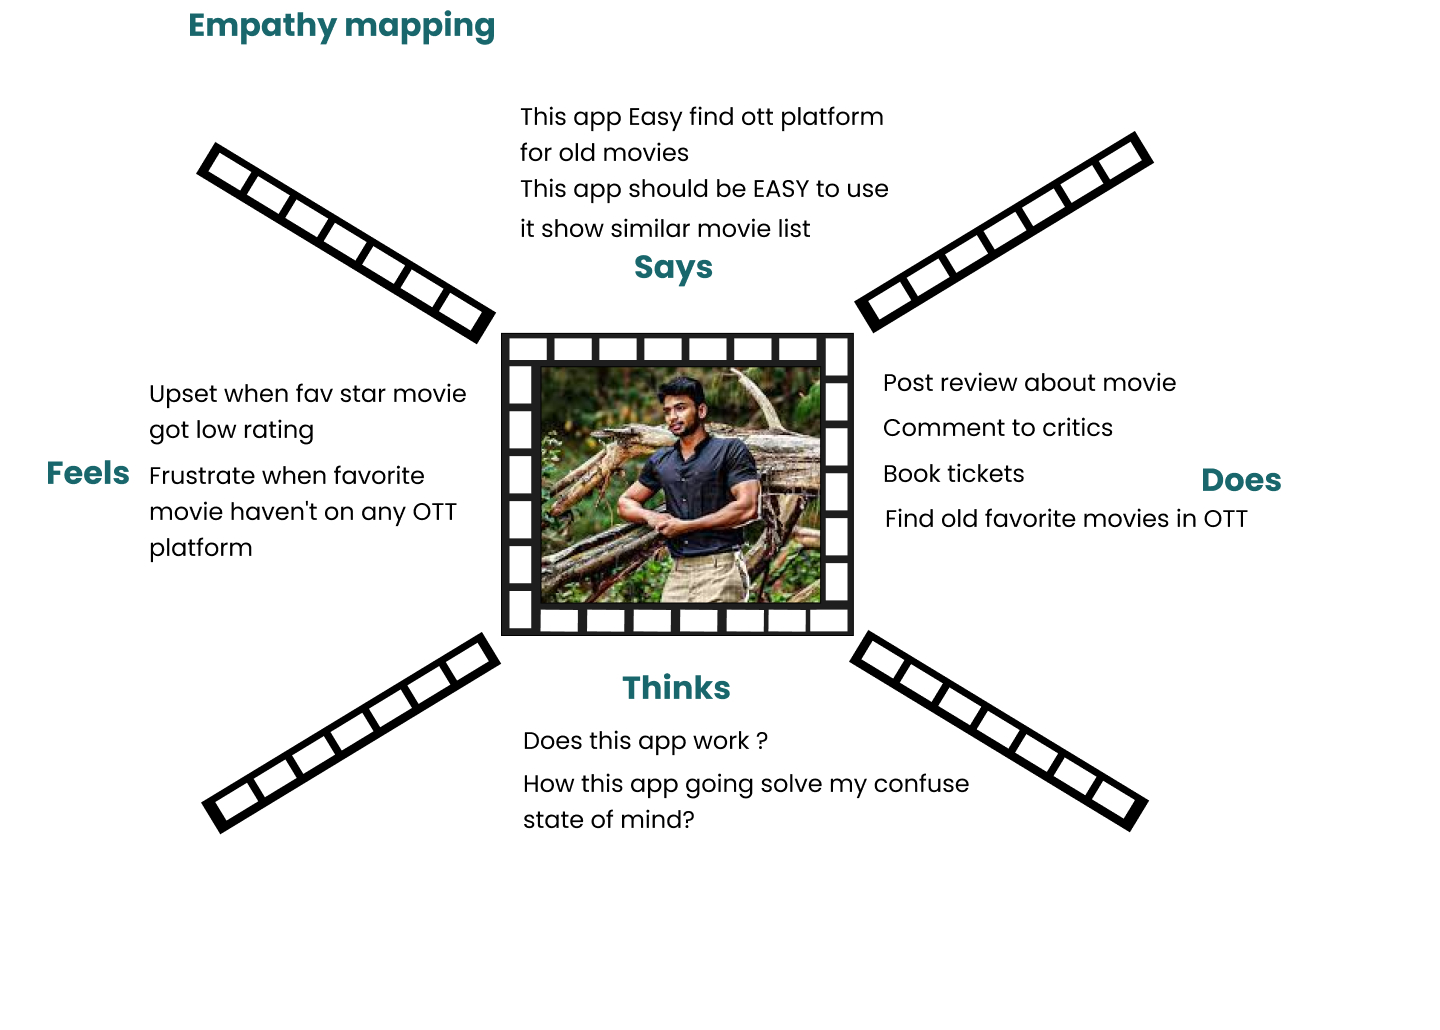 Empathy mapping
This app Easy find ott platform
for old movies
This app should be EASY to use
it show similar movie list
Says
Feels
Upset when fav star movie
got low rating
Frustrate when favorite
movie haven't on any OTT
platform
Post review about movie
Comment to critics
Book tickets
Find old favorite movies in OTT
Does
Thinks
Does this app work ?
How this app going solve my confuse
state of mind?